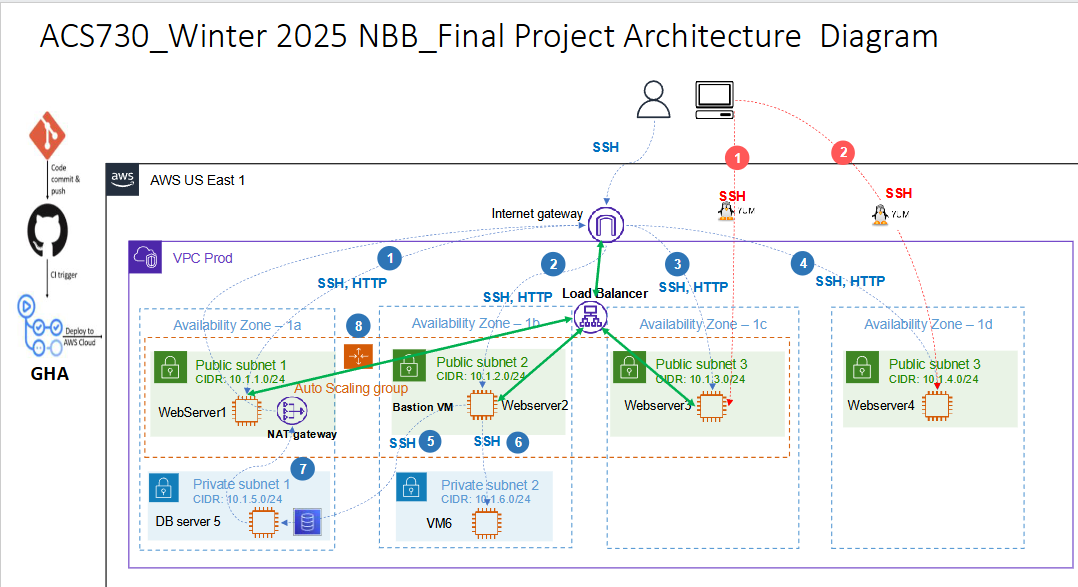 ACS730_Winter 2025 NBB_Final Project Architecture Diagram
Code
commit &
push
CI trigger
Deploy to
AWS Cloud
GHA
aws
AWS US East 1
SSH
1
2
SSH
YUM
SSH
YUM
Internet gateway
VPC Prod
1
SSH, HTTP
2
SSH, HTTP
3
SSH, HTTP
4
SSH, HTTP
Load Balancer
Availability Zone – 1a
8
Availability Zone – 1b
Availability Zone – 1c
Availability Zone – 1d
Public subnet 1
CIDR: 10.1.1.0/24
Public subnet 2
CIDR: 10.1.2.0/24
Public subnet 3
CIDR: 10.1.3.0/24
Public subnet 3
CIDR: 10.1.4.0/24
Auto Scaling group
WebServer1
NAT gateway
Bastion VM
Webserver2
Webserver3
Webserver4
SSH 5
SSH 6
7
Private subnet 1
CIDR: 10.1.5.0/24
DB server 5
Private subnet 2
CIDR: 10.1.6.0/24
VM6